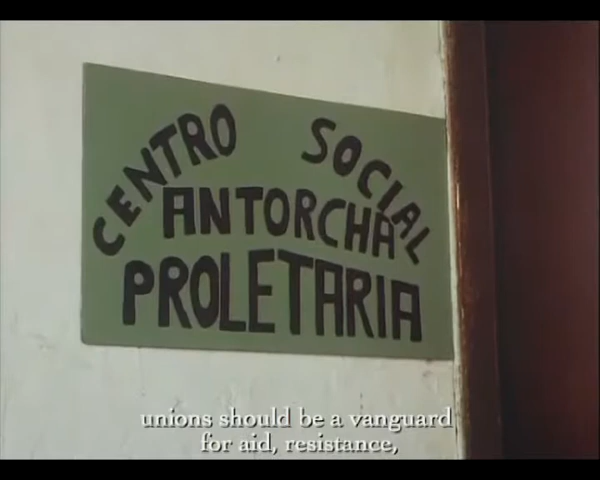 CENTRO SOCIAL
ANTORCHA
PROLETARIA
unions should be a vanguard
for aid, resistance,